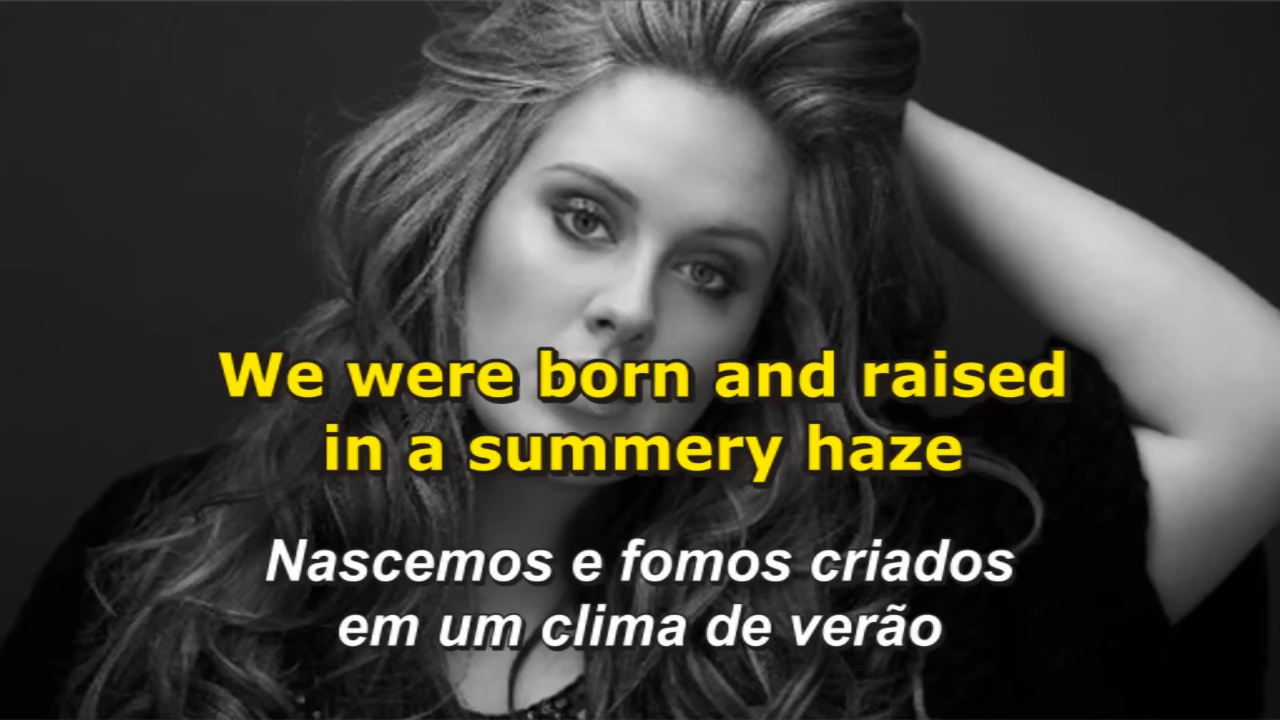 We were born and raised
in a summery haze
Nascemos e fomos criados
em um clima de verão